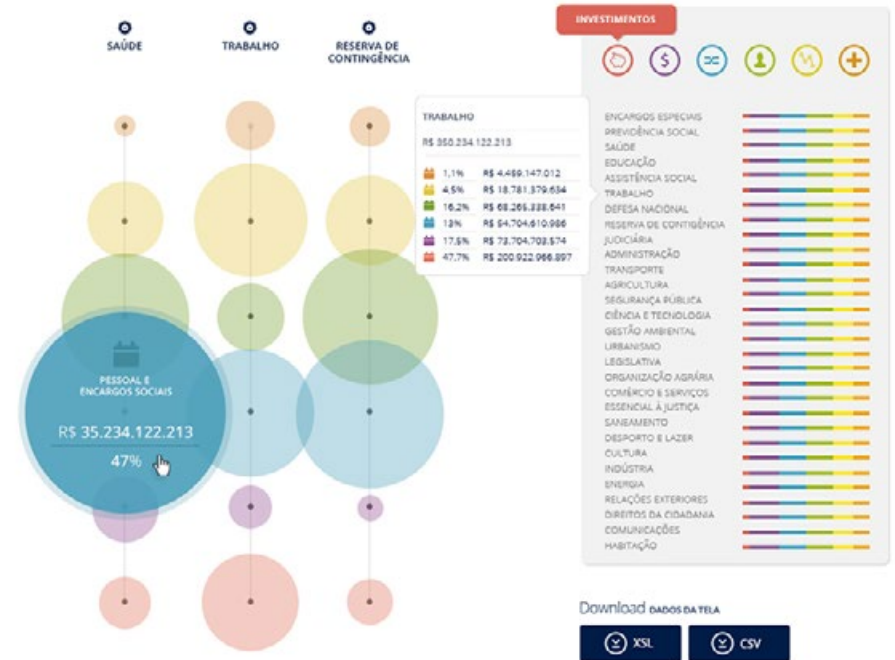 SAÚDE
TRABALHO
RESERVA DE
CONTINGÊNCIA
PESSOAL E
ENCARGOS SOCIAIS
R$ 35.234.122.213
47%
TRABALHO
R$ 350.234.122.213
1,1% R$ 4.489.147.012
4,5% R$ 18.781.379.634
16,2% R$ 68.265.338.641
13% R$ 54.704.610.986
17,5% R$ 73.704.703.574
47,7% R$ 200.922.966.897
INVESTIMENTOS
$
ENCARGOS ESPECIAIS
PREVIDÊNCIA SOCIAL
SAÚDE
EDUCAÇÃO
ASSISTÊNCIA SOCIAL
TRABALHO
DEFESA NACIONAL
RESERVA DE CONTIGÊNCIA
JUDICIÁRIA
ADMINISTRAÇÃO
TRANSPORTE
AGRICULTURA
SEGURANÇA PÚBLICA
CIÊNCIA E TECNOLOGIA
GESTÃO AMBIENTAL
URBANISMO
LEGISLATIVA
ORGANIZAÇÃO AGRÁRIA
COMÉRCIO E SERVIÇOS
ESSENCIAL À JUSTIÇA
SANEAMENTO
DESPORTO E LAZER
CULTURA
INDÚSTRIA
ENERGIA
RELAÇÕES EXTERIORES
DIREITOS DA CIDADANIA
COMUNICAÇÕES
HABITAÇÃO
Download DADOS DA TELA
XSL
CSV